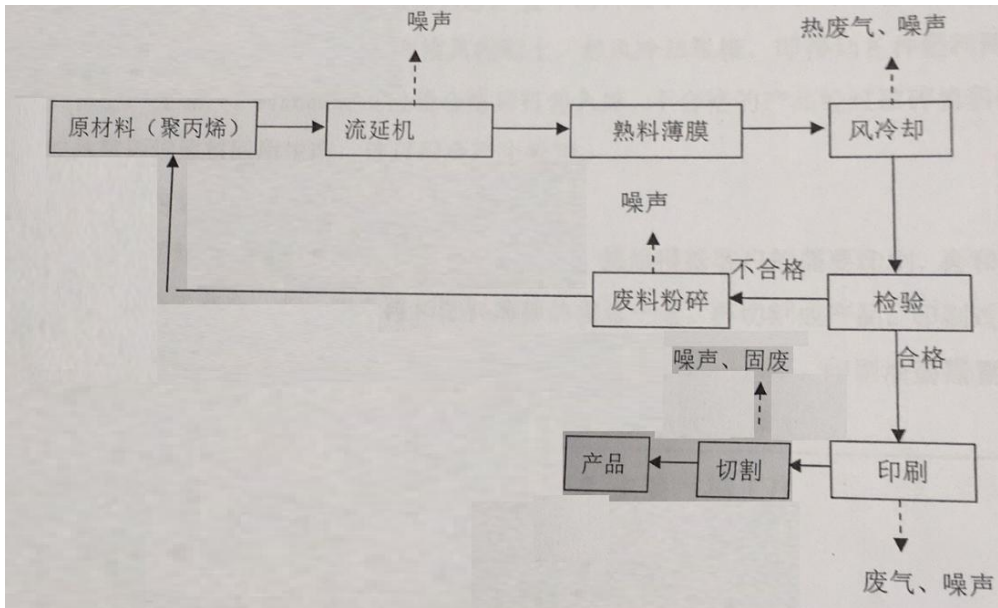 噪声
热废气、噪声
原材料（聚丙烯）
流延机
熟料薄膜
风冷却
噪声
不合格
废料粉碎
检验
噪声、固废
合格
产品
切割
印刷
废气、噪声